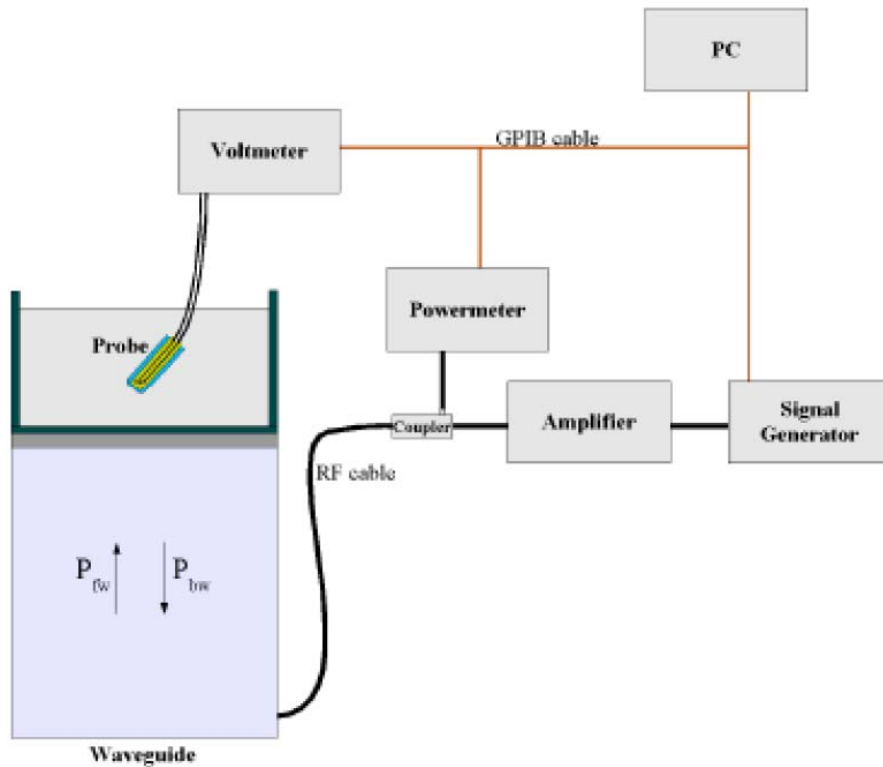 PC
Voltmeter
GPIB cable
Powermeter
Probe
Coupler
Amplifier
Signal
Generator
RF cable
P fw
P bw
Waveguide